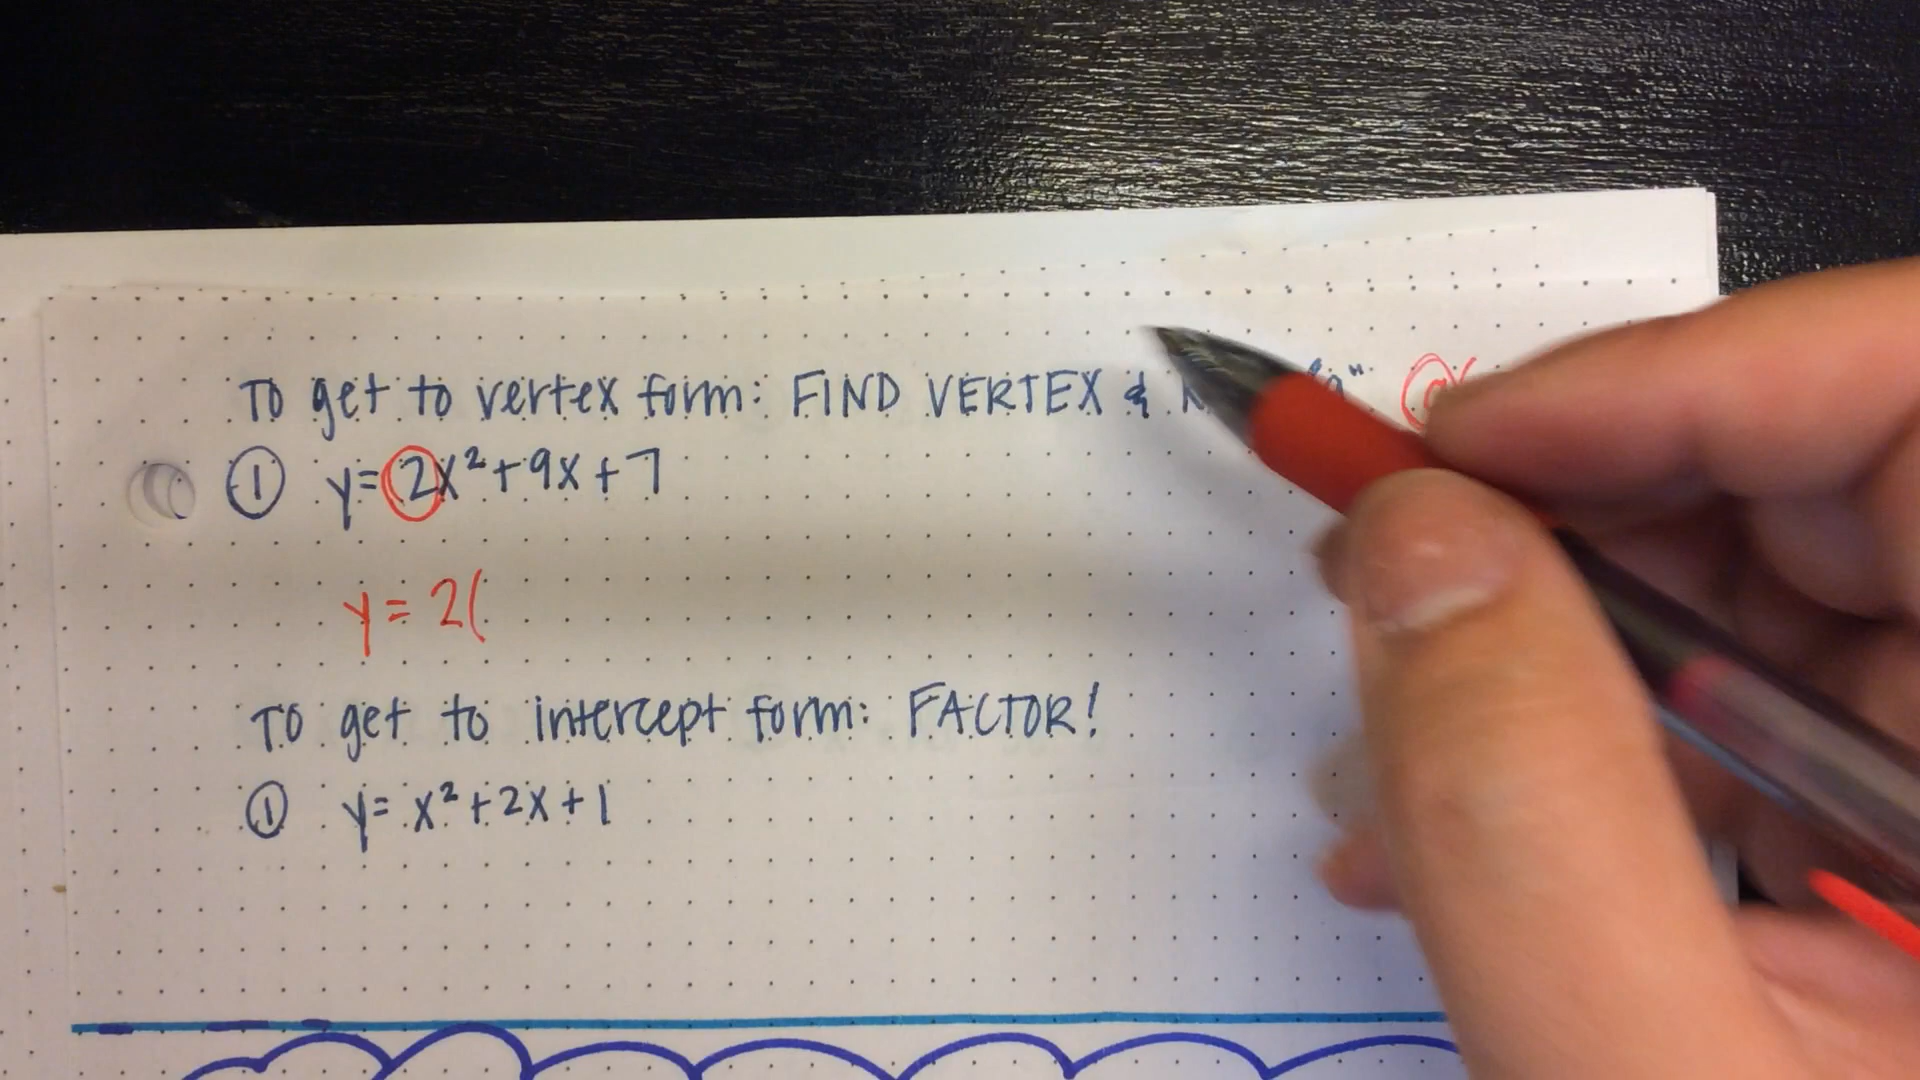 To get to vertex form: FIND VERTEX &
① y=2x²+9x+7
y = 2(
To get to intercept form: FACTOR!
① y= x²+2x+1